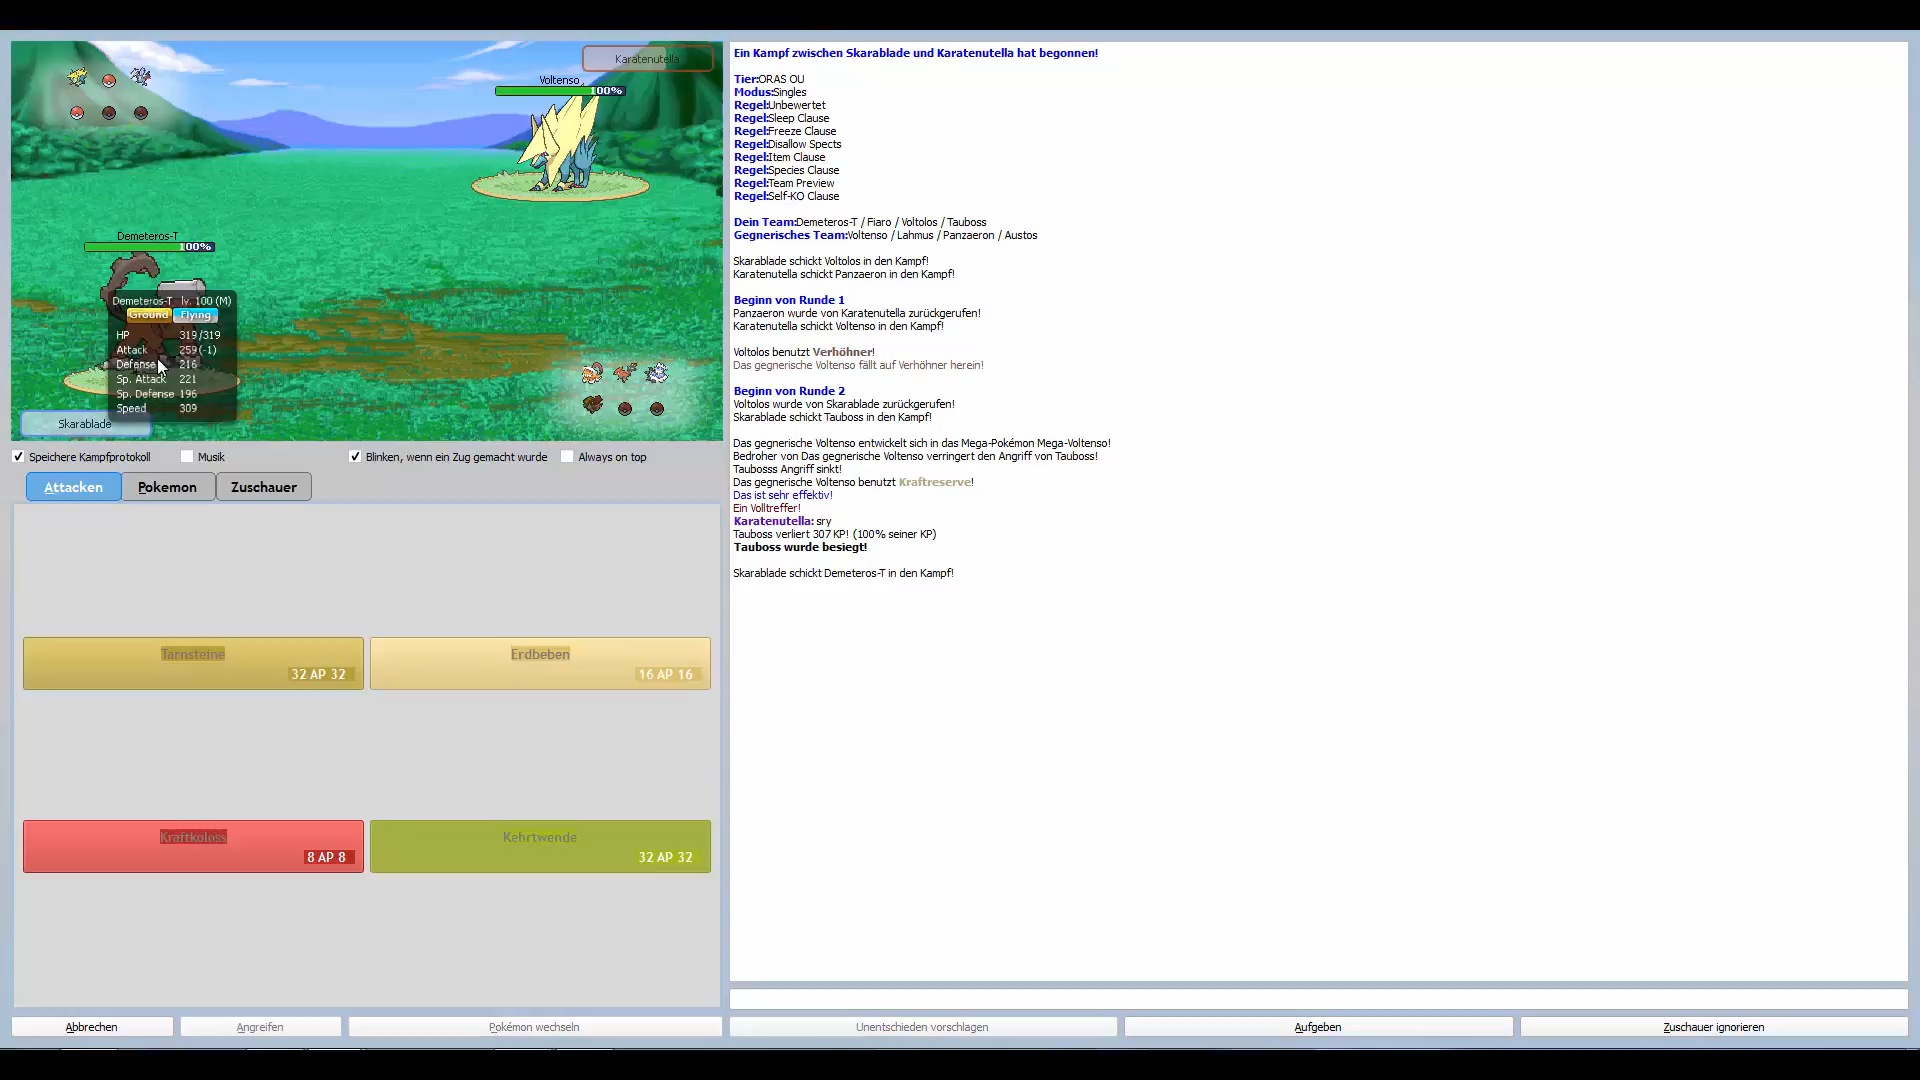 Karatenutella
Voltenso
100%
Demeteros-T
100%
Demeteros-T lv. 100 (M)
Ground Flying
HP 319/319
Attack 259(-1)
Defense 216
Sp. Attack 221
Sp. Defense 196
Speed 309
Skarablade
Speichere Kampfprotokoll
Musik
Blinken, wenn ein Zug gemacht wurde
Always on top
Attacken
Pokemon
Zuschauer
Tarnsteine
32 AP 32
Erdbeben
16 AP 16
Kraftkoloss
8 AP 8
Kehrtwende
32 AP 32
Abbrechen
Angreifen
Pokémon wechseln
Ein Kampf zwischen Skarablade und Karatenutella hat begonnen!
Tier:ORAS OU
Modus:Singles
Regel:Unbewertet
Regel:Sleep Clause
Regel:Freeze Clause
Regel:Disallow Spects
Regel:Item Clause
Regel:Species Clause
Regel:Team Preview
Regel:Self-KO Clause
Dein Team:Demeteros-T / Fiaro / Voltolos / Tauboss
Gegnerisches Team:Voltenso / Lahmus / Panzaeron / Austos
Skarablade schickt Voltolos in den Kampf!
Karatenutella schickt Panzaeron in den Kampf!
Beginn von Runde 1
Panzaeron wurde von Karatenutella zurückgerufen!
Karatenutella schickt Voltenso in den Kampf!
Voltolos benutzt Verhöhner!
Das gegnerische Voltenso fällt auf Verhöhner herein!
Beginn von Runde 2
Voltolos wurde von Skarablade zurückgerufen!
Skarablade schickt Tauboss in den Kampf!
Das gegnerische Voltenso entwickelt sich in das Mega-Pokémon Mega-Voltenso!
Bedroher von Das gegnerische Voltenso verringert den Angriff von Tauboss!
Taubosss Angriff sinkt!
Das gegnerische Voltenso benutzt Kraftreserve!
Das ist sehr effektiv!
Ein Volltreffer!
Karatenutella: sry
Tauboss verliert 307 KP! (100% seiner KP)
Tauboss wurde besiegt!
Skarablade schickt Demeteros-T in den Kampf!
Unentschieden vorschlagen
Aufgeben
Zuschauer ignorieren